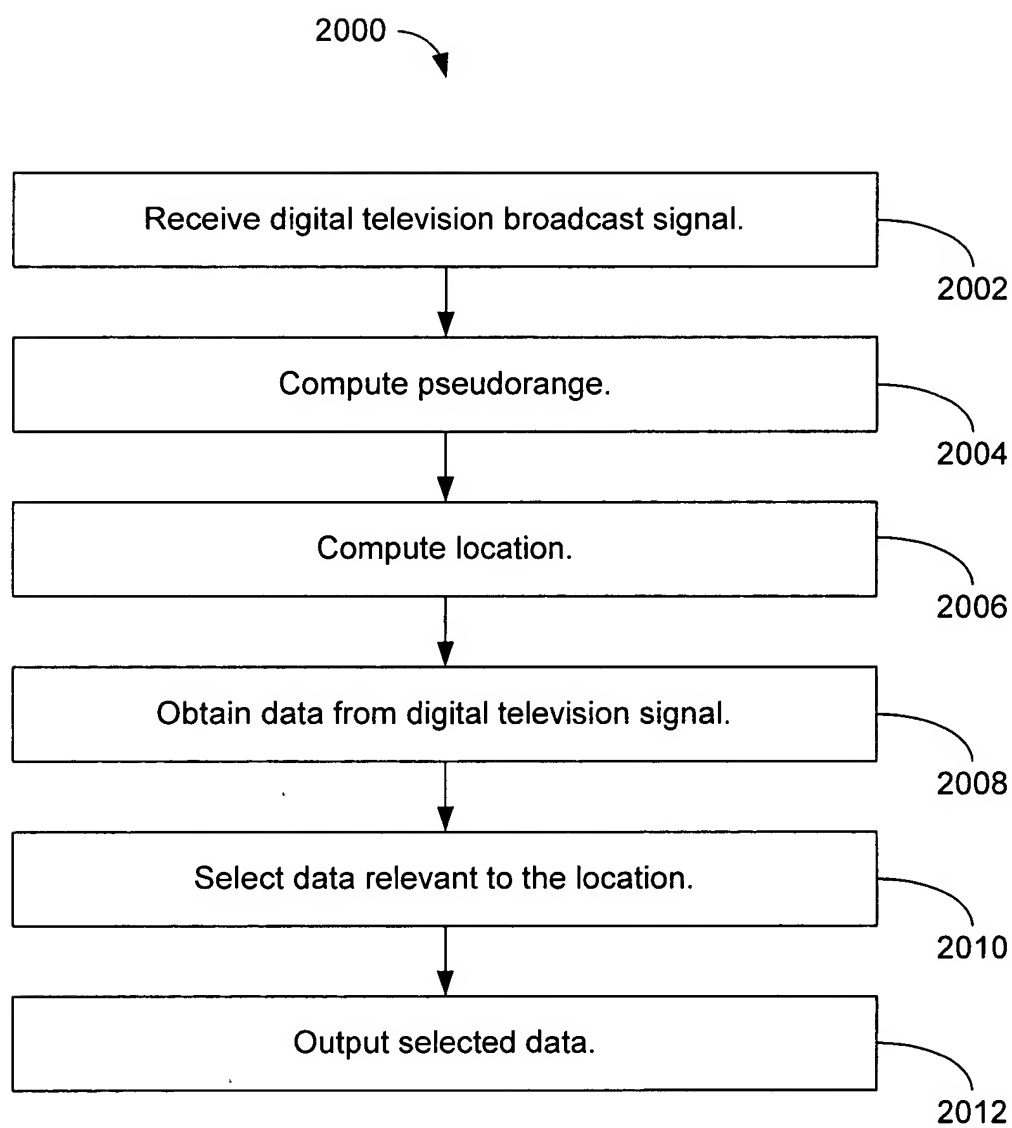 2000
Receive digital television broadcast signal.
2002
Compute pseudorange.
2004
Compute location.
2006
Obtain data from digital television signal.
2008
Select data relevant to the location.
2010
Output selected data.
2012